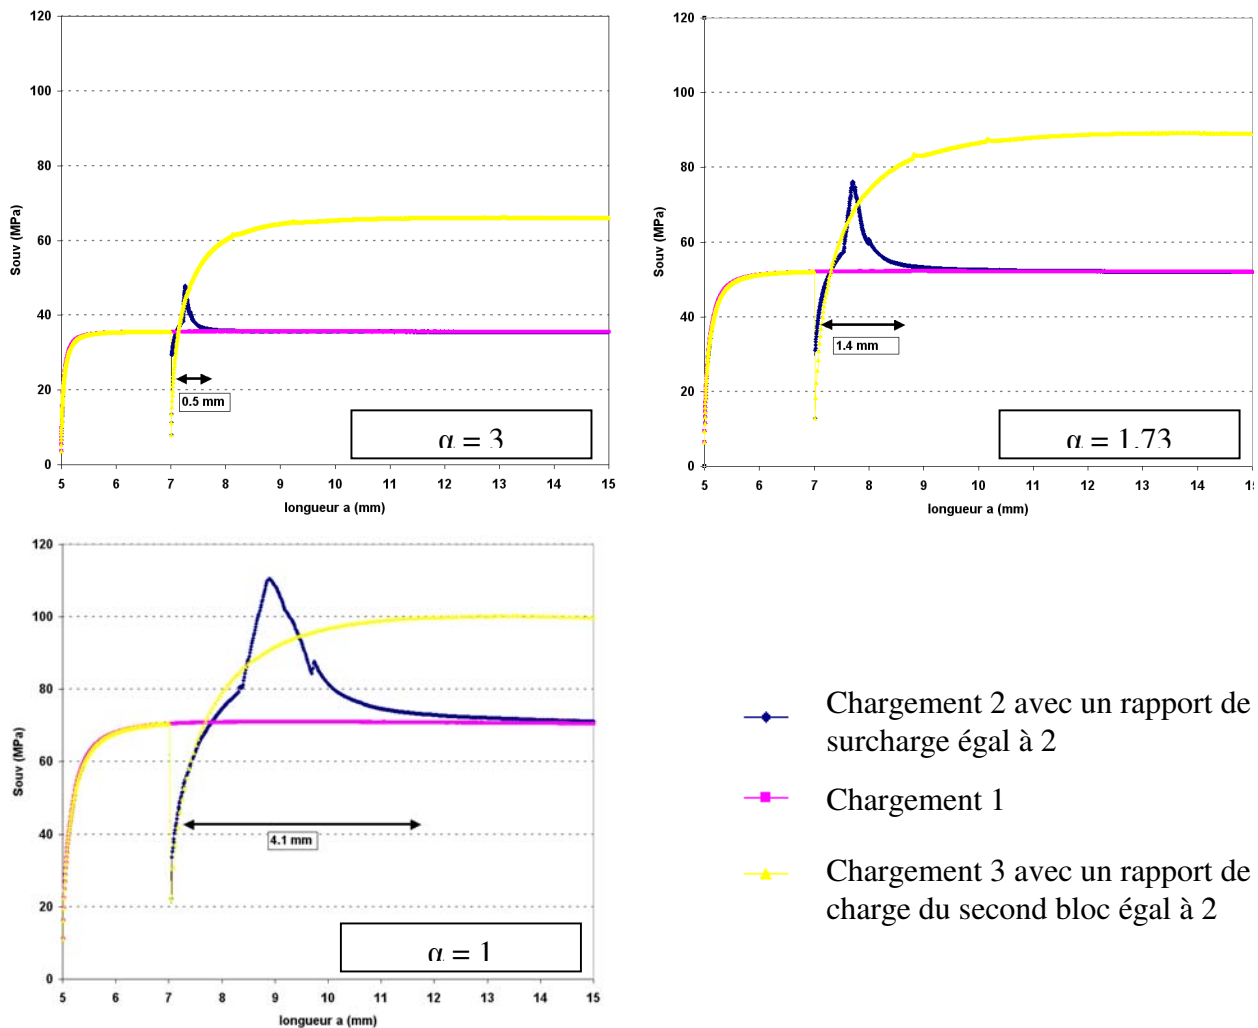 120
100
80
60
40
20
0
Souv (MPa)
0.5 mm
α = 3
5 6 7 8 9 10 11 12 13 14 15
longueur a (mm)
120
100
80
60
40
20
0
Souv (MPa)
1.4 mm
α = 1.73
5 6 7 8 9 10 11 12 13 14 15
longueur a (mm)
120
100
80
60
40
20
0
Souv (MPa)
4.1 mm
α = 1
5 6 7 8 9 10 11 12 13 14 15
longueur a (mm)
Chargement 2 avec un rapport de
surcharge égal à 2
Chargement 1
Chargement 3 avec un rapport de
charge du second bloc égal à 2